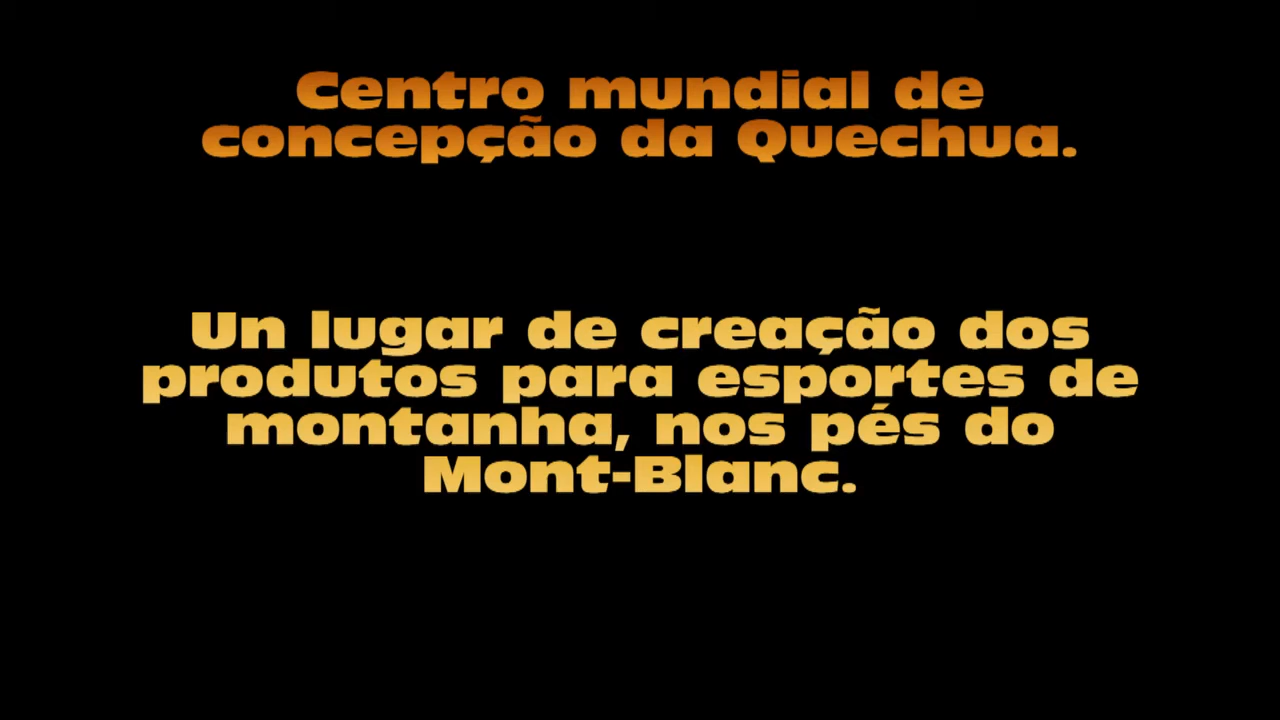 Centro mundial de
concepção da Quechua.
Un lugar de creação dos
produtos para esportes de
montanha, nos pés do
Mont-Blanc.